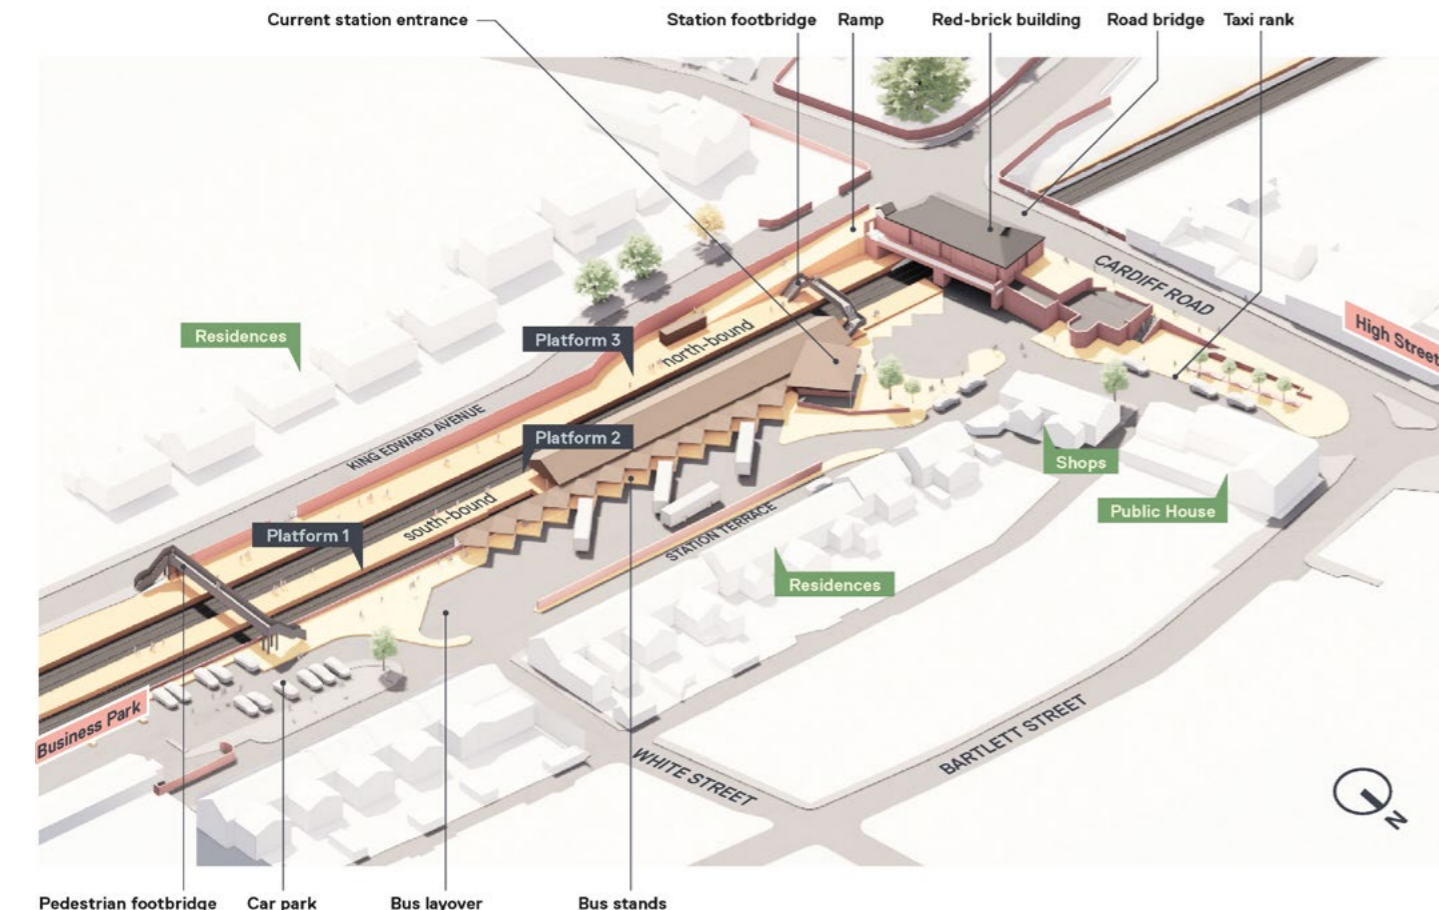 Current station entrance
Station footbridge
Ramp
Red-brick building
Road bridge
Taxi rank
CARDIFF ROAD
High Street
Residences
Platform 3
north-bound
KING EDWARD AVENUE
Platform 2
Shops
Public House
south-bound
Platform 1
STATION TERRACE
Residences
Business Park
WHITE STREET
BARTLETT STREET
N
Pedestrian footbridge
Car park
Bus layover
Bus stands